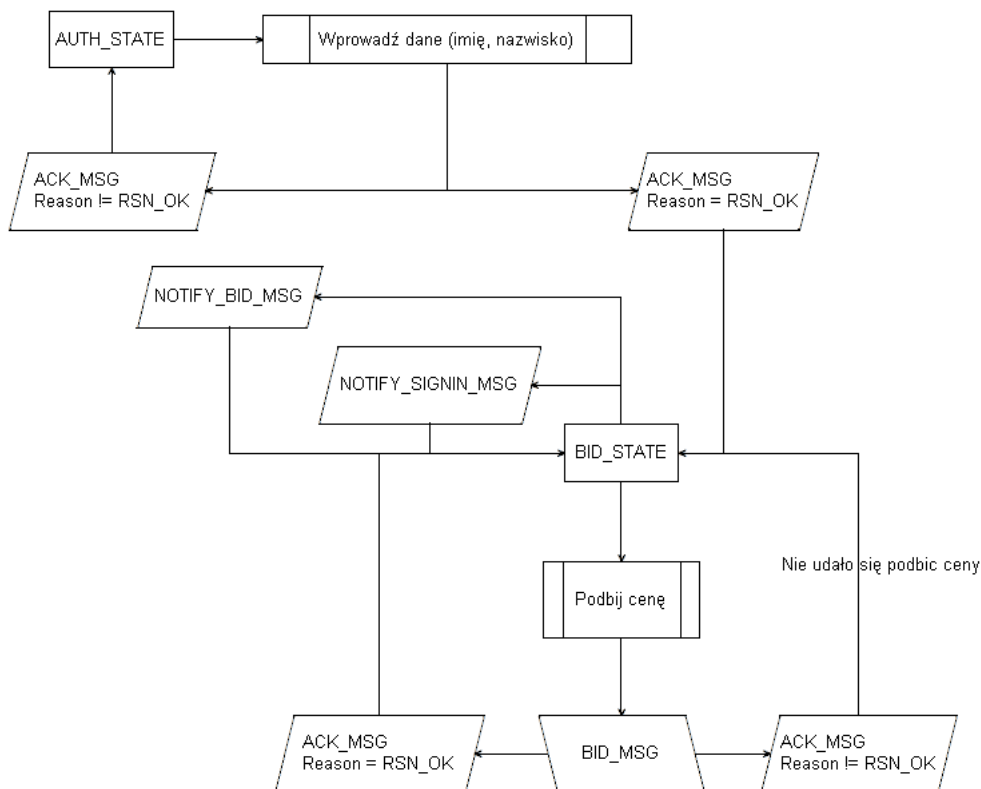 AUTH_STATE
Wprowadź dane (imię, nazwisko)
ACK_MSG
Reason != RSN_OK
ACK_MSG
Reason = RSN_OK
NOTIFY_BID_MSG
NOTIFY_SIGNIN_MSG
BID_STATE
Nie udało się podbic ceny
Podbij cenę
ACK_MSG
Reason = RSN_OK
BID_MSG
ACK_MSG
Reason != RSN_OK